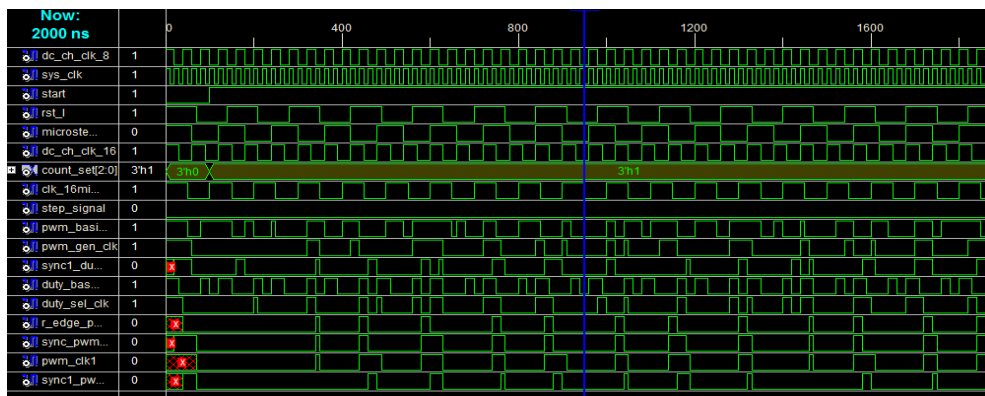 Now:
2000 ns
0 400 800 1200 1600
dc_ch_clk_8 1
sys_clk 1
start 1
rst_l 1
microste... 0
dc_ch_clk_16 1
count_set[2:0] 3'h1 3'h0 3'h1
clk_16mi... 1
step_signal 0
pwm_basi... 1
pwm_gen_clk 1
sync1_du... 0 X
duty_bas... 1
duty_sel_clk 1
r_edge_p... 0 X
sync_pwm... 0 X
pwm_clk1 0 X
sync1_pw... 0 X